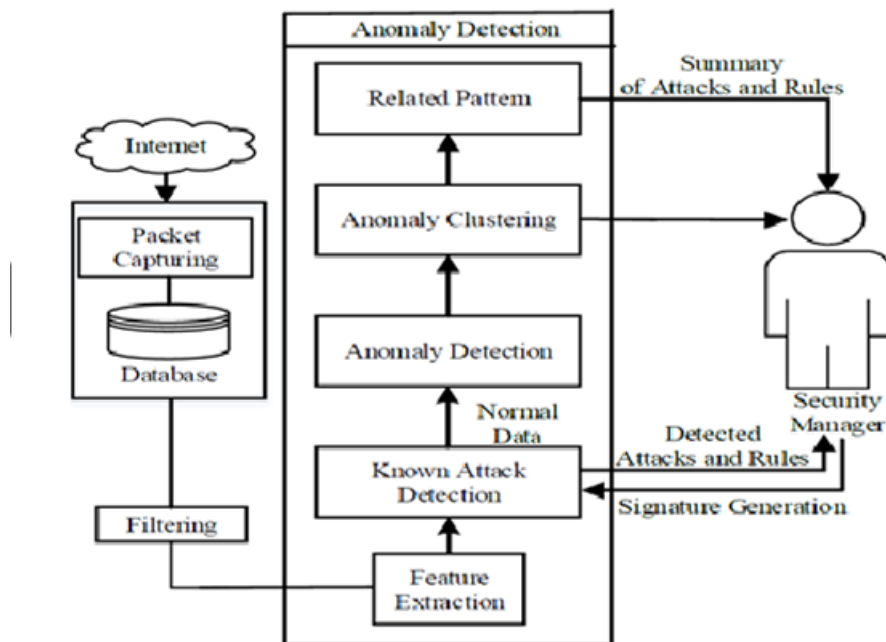 Anomaly Detection
Related Pattem
Summary
of Attacks and Rules
Internet
Packet
Capturing
Database
Anomaly Clustering
Anomaly Detection
Normal
Data
Security
Manager
Known Attack
Detection
Detected
Attacks and Rules
Signature Generation
Filtering
Feature
Extraction